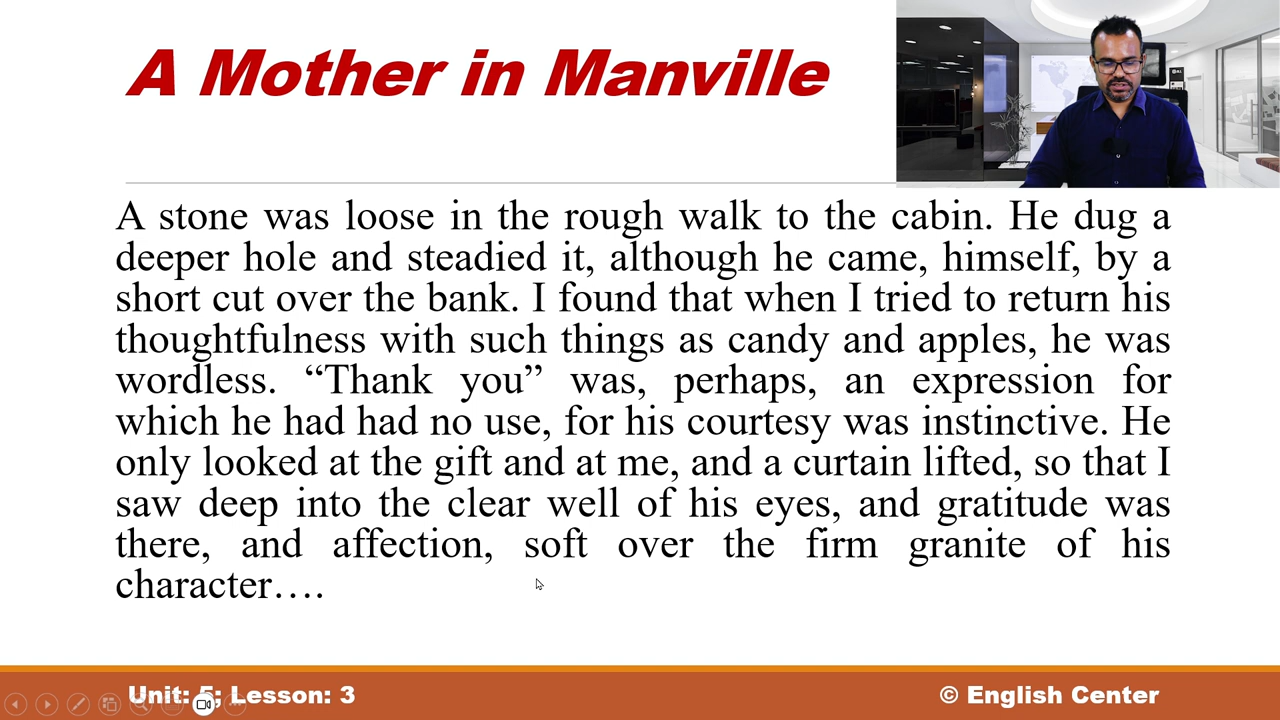 A Mother in Manville
A stone was loose in the rough walk to the cabin. He dug a
deeper hole and steadied it, although he came, himself, by a
short cut over the bank. I found that when I tried to return his
thoughtfulness with such things as candy and apples, he was
wordless. “Thank you” was, perhaps, an expression for
which he had had no use, for his courtesy was instinctive. He
only looked at the gift and at me, and a curtain lifted, so that I
saw deep into the clear well of his eyes, and gratitude was
there, and affection, soft over the firm granite of his
character….
Unit: 5; Lesson: 3
© English Center